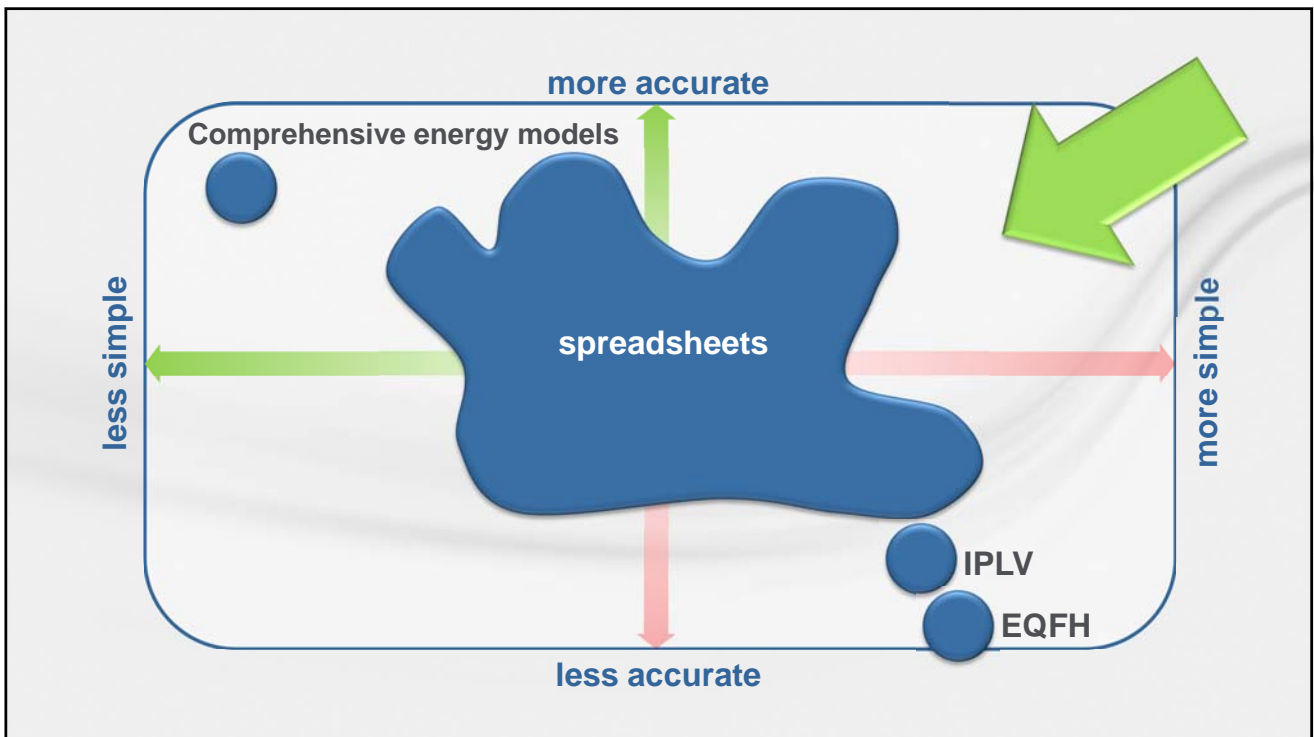 more accurate
Comprehensive energy models
less simple
spreadsheets
more simple
IPLV
EQFH
less accurate